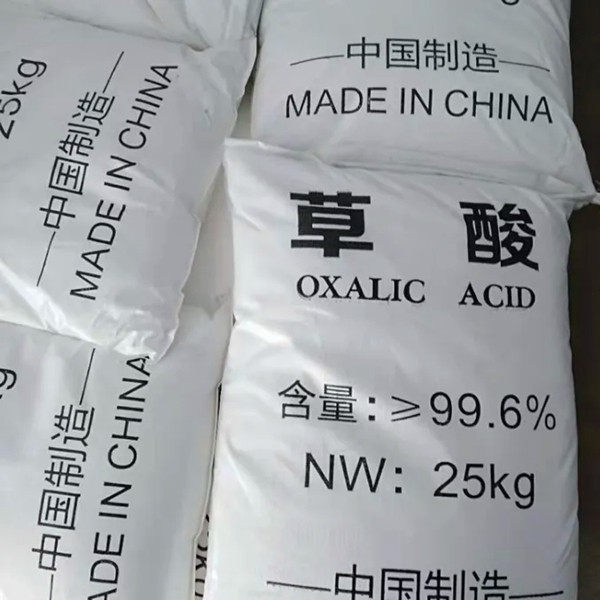 —中国制造—
MADE IN CHINA
25kg
—中国制造—
MADE IN CHINA
草 酸
OXALIC ACID
含量：≥99.6%
NW：25kg
—中国制造—
—中国制造—
MADE IN CHINA